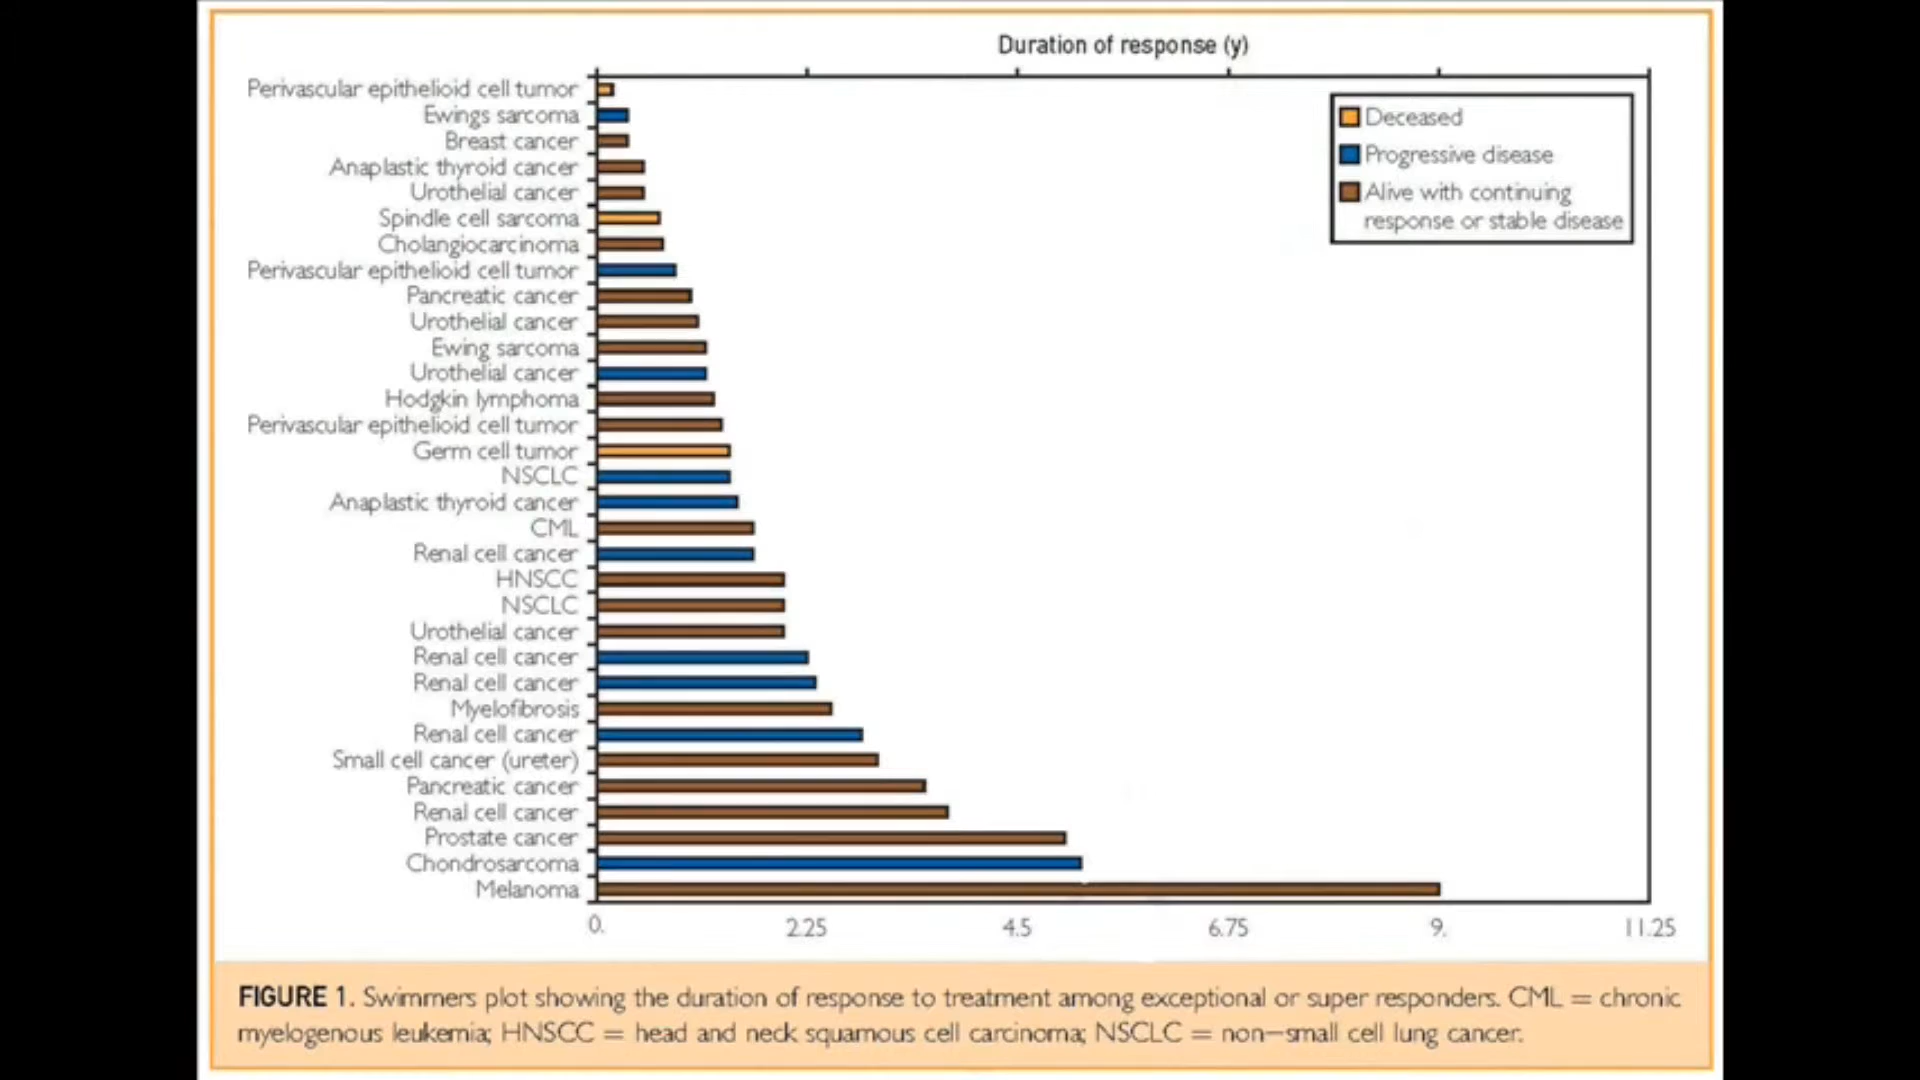 Duration of response (y)
Perivascular epithelioid cell tumor
Ewings sarcoma
Breast cancer
Anaplastic thyroid cancer
Urothelial cancer
Spindle cell sarcoma
Cholangiocarcinoma
Perivascular epithelioid cell tumor
Pancreatic cancer
Urothelial cancer
Ewing sarcoma
Urothelial cancer
Hodgkin lymphoma
Perivascular epithelioid cell tumor
Germ cell tumor
NSCLC
Anaplastic thyroid cancer
CML
Renal cell cancer
HNSCC
NSCLC
Urothelial cancer
Renal cell cancer
Renal cell cancer
Myelofibrosis
Renal cell cancer
Small cell cancer (ureter)
Pancreatic cancer
Renal cell cancer
Prostate cancer
Chondrosarcoma
Melanoma
Deceased
Progressive disease
Alive with continuing
response or stable disease
0. 2.25 4.5 6.75 9. 11.25
FIGURE 1. Swimmers plot showing the duration of response to treatment among exceptional or super responders. CML = chronic
myelogenous leukemia; HNSCC = head and neck squamous cell carcinoma; NSCLC = non–small cell lung cancer.